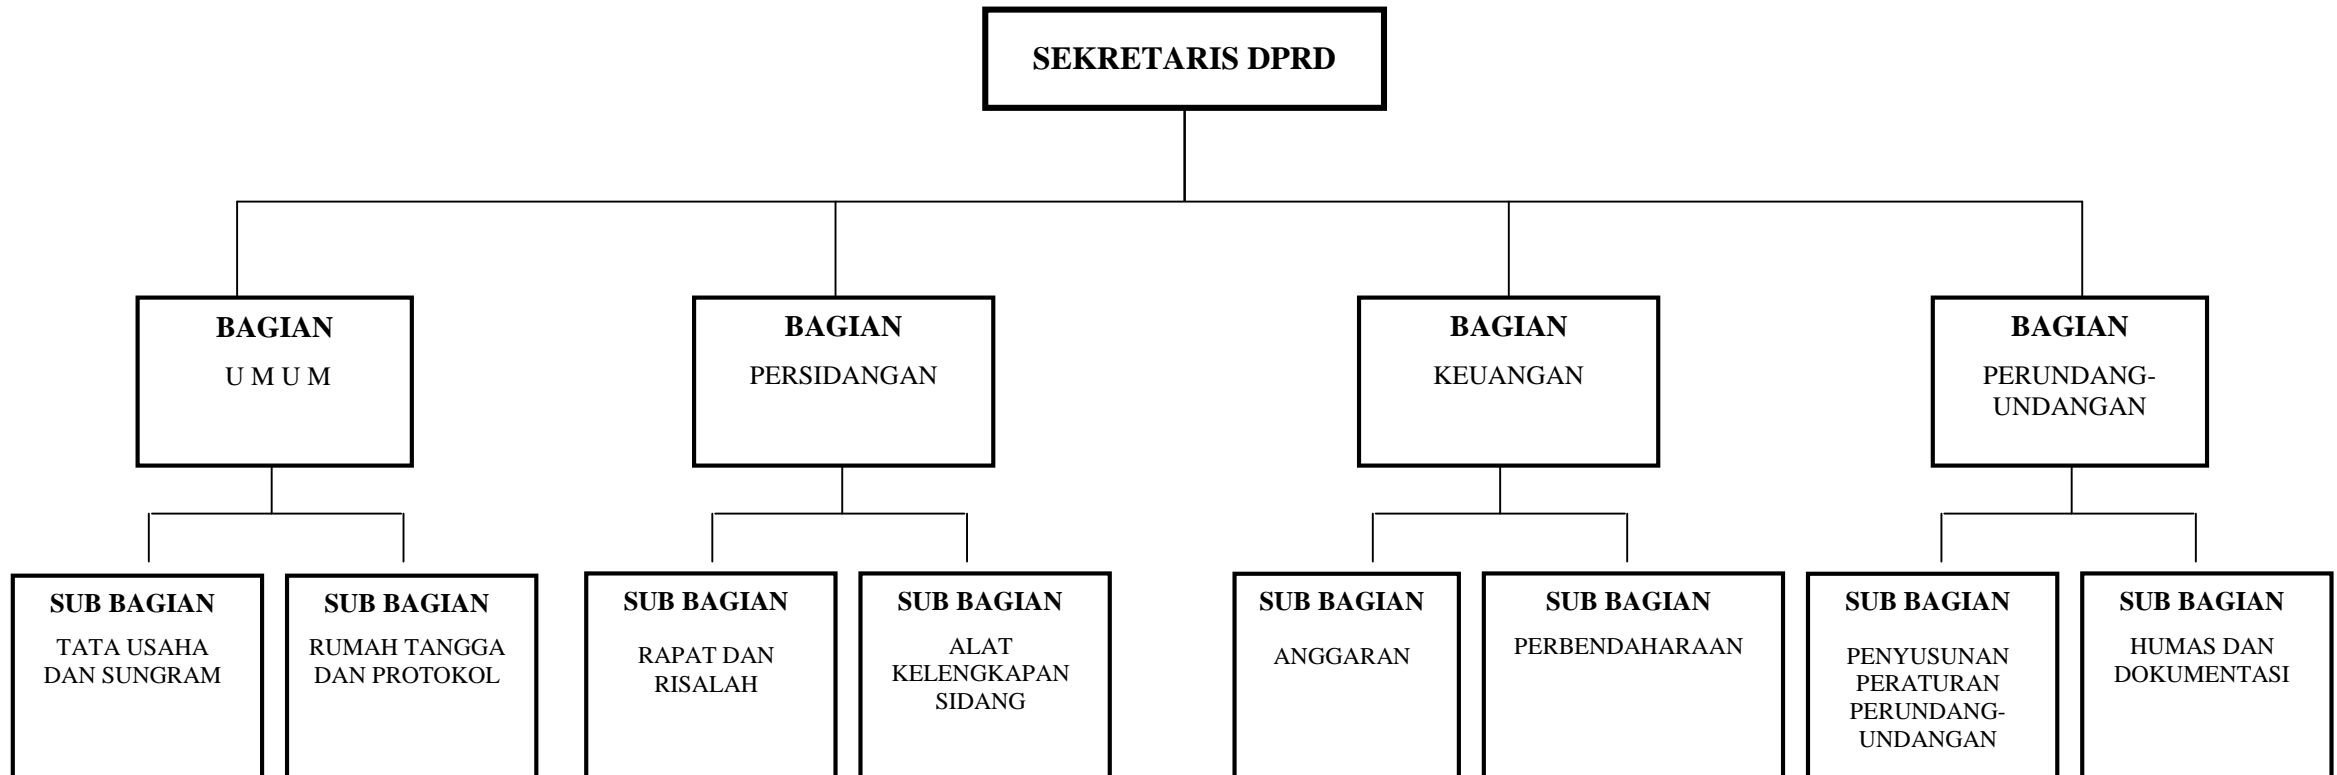 SEKRETARIS DPRD
BAGIAN
U M U M
BAGIAN
PERSIDANGAN
BAGIAN
KEUANGAN
BAGIAN
PERUNDANG-
UNDANGAN
SUB BAGIAN
TATA USAHA
DAN SUNGRAM
SUB BAGIAN
RUMAH TANGGA
DAN PROTOKOL
SUB BAGIAN
RAPAT DAN
RISALAH
SUB BAGIAN
ALAT
KELENGKAPAN
SIDANG
SUB BAGIAN
ANGGARAN
SUB BAGIAN
PERBENDAHARAAN
SUB BAGIAN
PENYUSUNAN
PERATURAN
PERUNDANG-
UNDANGAN
SUB BAGIAN
HUMAS DAN
DOKUMENTASI